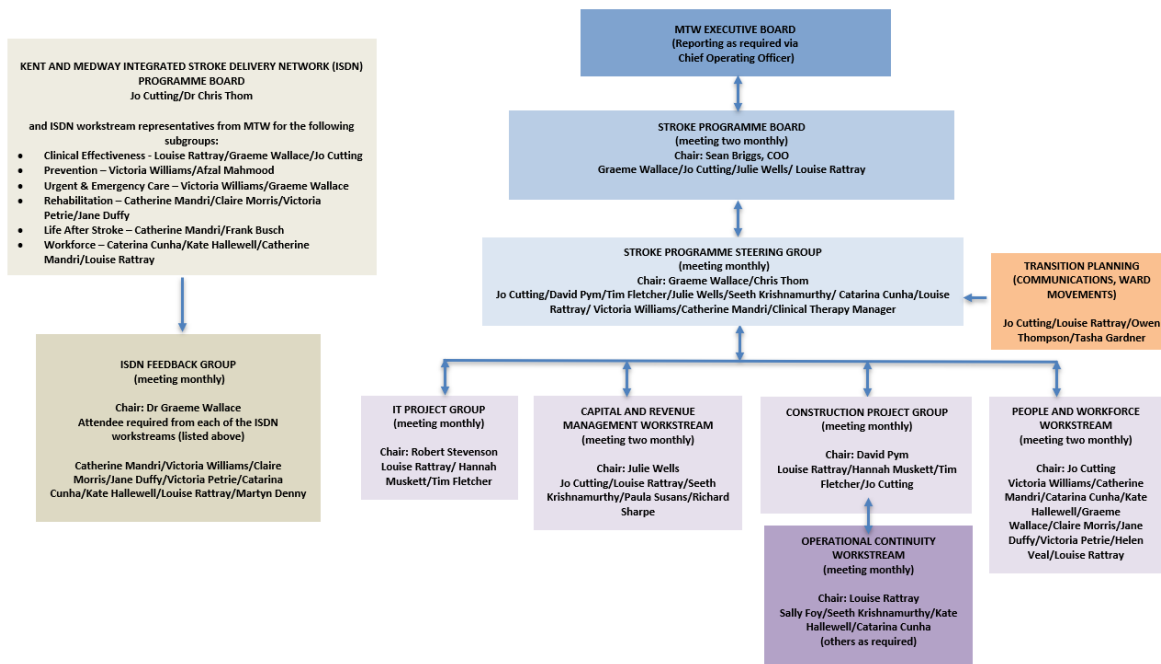 MTW EXECUTIVE BOARD
(Reporting as required via
Chief Operating Officer)
KENT AND MEDWAY INTEGRATED STROKE DELIVERY NETWORK (ISDN)
PROGRAMME BOARD
Jo Cutting/Dr Chris Thom
and ISDN workstream representatives from MTW for the following
subgroups:
• Clinical Effectiveness - Louise Rattray/Graeme Wallace/Jo Cutting
• Prevention – Victoria Williams/Afzal Mahmood
• Urgent & Emergency Care – Victoria Williams/Graeme Wallace
• Rehabilitation – Catherine Mandri/Claire Morris/Victoria
Petrie/Jane Duffy
• Life After Stroke – Catherine Mandri/Frank Busch
• Workforce – Caterina Cunha/Kate Hallewell/Catherine
Mandri/Louise Rattray
STROKE PROGRAMME BOARD
(meeting two monthly)
Chair: Sean Briggs, COO
Graeme Wallace/Jo Cutting/Julie Wells/ Louise Rattray
STROKE PROGRAMME STEERING GROUP
(meeting monthly)
Chair: Graeme Wallace/Chris Thom
Jo Cutting/David Pym/Tim Fletcher/Julie Wells/Seeth Krishnamurthy/ Catarina Cunha/Louise
Rattray/ Victoria Williams/Catherine Mandri/Clinical Therapy Manager
TRANSITION PLANNING
(COMMUNICATIONS, WARD
MOVEMENTS)
Jo Cutting/Louise Rattray/Owen
Thompson/Tasha Gardner
ISDN FEEDBACK GROUP
(meeting monthly)
Chair: Dr Graeme Wallace
Attendee required from each of the ISDN
workstreams (listed above)
Catherine Mandri/Victoria Williams/Claire
Morris/Jane Duffy/Victoria Petrie/Catarina
Cunha/Kate Hallewell/Louise Rattray/Martyn Denny
IT PROJECT GROUP
(meeting monthly)
Chair: Robert Stevenson
Louise Rattray/ Hannah
Muskett/Tim Fletcher
CAPITAL AND REVENUE
MANAGEMENT WORKSTREAM
(meeting two monthly)
Chair: Julie Wells
Jo Cutting/Louise Rattray/Seeth
Krishnamurthy/Paula Susans/Richard
Sharpe
CONSTRUCTION PROJECT GROUP
(meeting monthly)
Chair: David Pym
Louise Rattray/Hannah Muskett/Tim
Fletcher/Jo Cutting
PEOPLE AND WORKFORCE
WORKSTREAM
(meeting two monthly)
Chair: Jo Cutting
Victoria Williams/Catherine
Mandri/Catarina Cunha/Kate
Hallewell/Graeme
Wallace/Claire Morris/Jane
Duffy/Victoria Petrie/Helen
Veal/Louise Rattray
OPERATIONAL CONTINUITY
WORKSTREAM
(meeting monthly)
Chair: Louise Rattray
Sally Foy/Seeth Krishnamurthy/Kate
Hallewell/Catarina Cunha
(others as required)